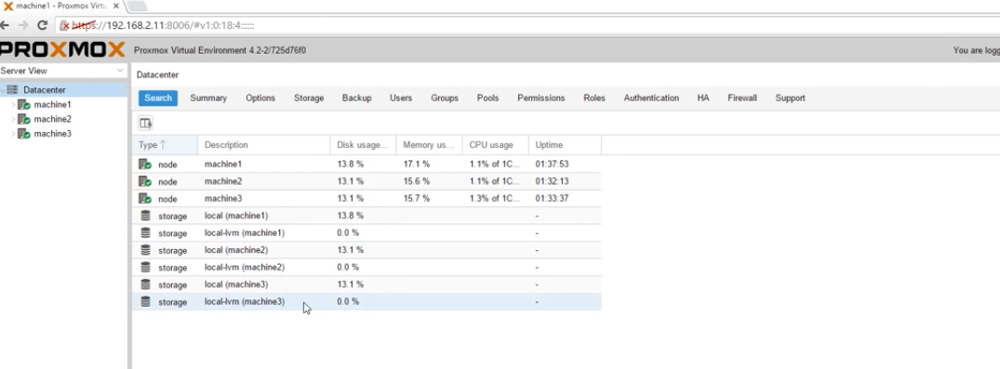 machine1 - Proxmox Virtu
https://192.168.2.11:8006/#v1:0:18:4::::::
PROXMOX Proxmox Virtual Environment 4.2-2/725d76f0 You are logg
Server View
Datacenter
machine1
machine2
machine3
Datacenter
Search Summary Options Storage Backup Users Groups Pools Permissions Roles Authentication HA Firewall Support
Type Description Disk usage... Memory us... CPU usage Uptime
node machine1 13.8 % 17.1 % 1.1% of 1C... 01:37:53
node machine2 13.1 % 15.6 % 1.1% of 1C... 01:32:13
node machine3 13.1 % 15.7 % 1.3% of 1C... 01:33:37
storage local (machine1) 13.8 % -
storage local-lvm (machine1) 0.0 % -
storage local (machine2) 13.1 % -
storage local-lvm (machine2) 0.0 % -
storage local (machine3) 13.1 % -
storage local-lvm (machine3) 0.0 % -